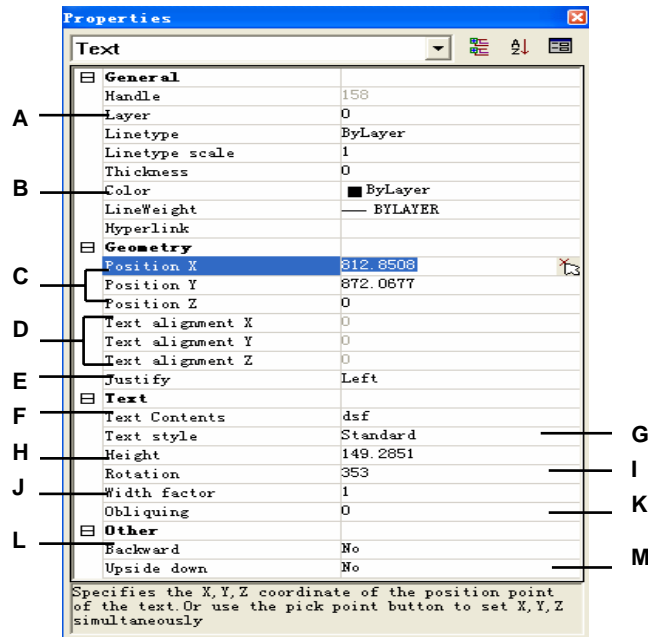 Properties
Text
General
Handle 158
A Layer 0
Linetype ByLayer
Linetype scale 1
Thickness 0
B Color ByLayer
LineWeight BYLAYER
Hyperlink
Geometry
C Position X 812.8508
Position Y 872.0677
Position Z 0
D Text alignment X 0
Text alignment Y 0
Text alignment Z 0
E Justify Left
Text
F Text Contents dsf
Text style Standard G
H Height 149.2851
Rotation 353 I
J Width factor 1
Obliquing 0 K
Other
L Backward No
Upside down No M
Specifies the X,Y,Z coordinate of the position point
of the text.Or use the pick point button to set X,Y,Z
simultaneously